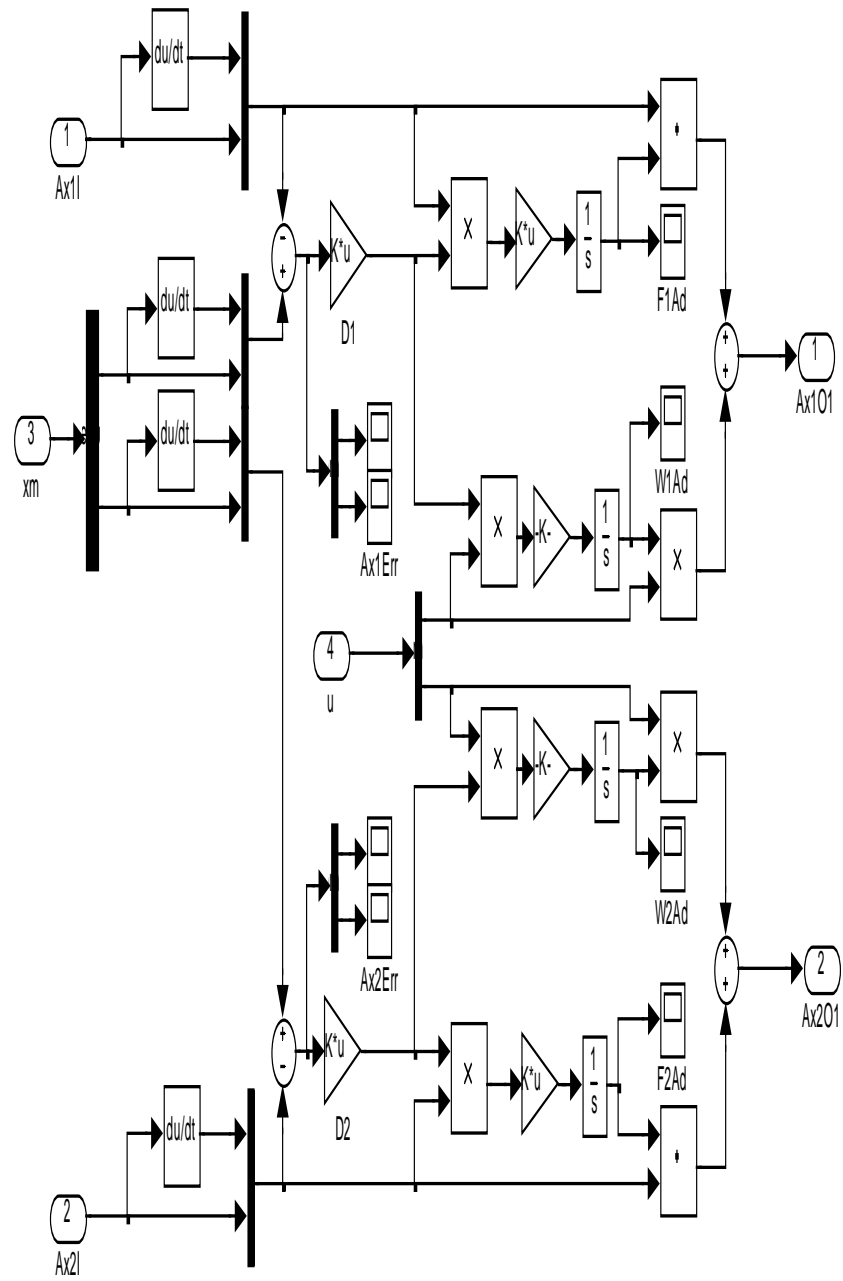 du/dt
1
Ax1I
×
K*u
1
s
F1Ad
-
+
K*u
D1
du/dt
+
+
1
Ax1O1
3
xm
du/dt
W1Ad
Ax1Err
×
-K-
1
s
×
4
u
×
-K-
1
s
×
W2Ad
Ax2Err
+
+
2
Ax2O1
+
-
K*u
D2
×
K*u
1
s
F2Ad
du/dt
2
Ax2I